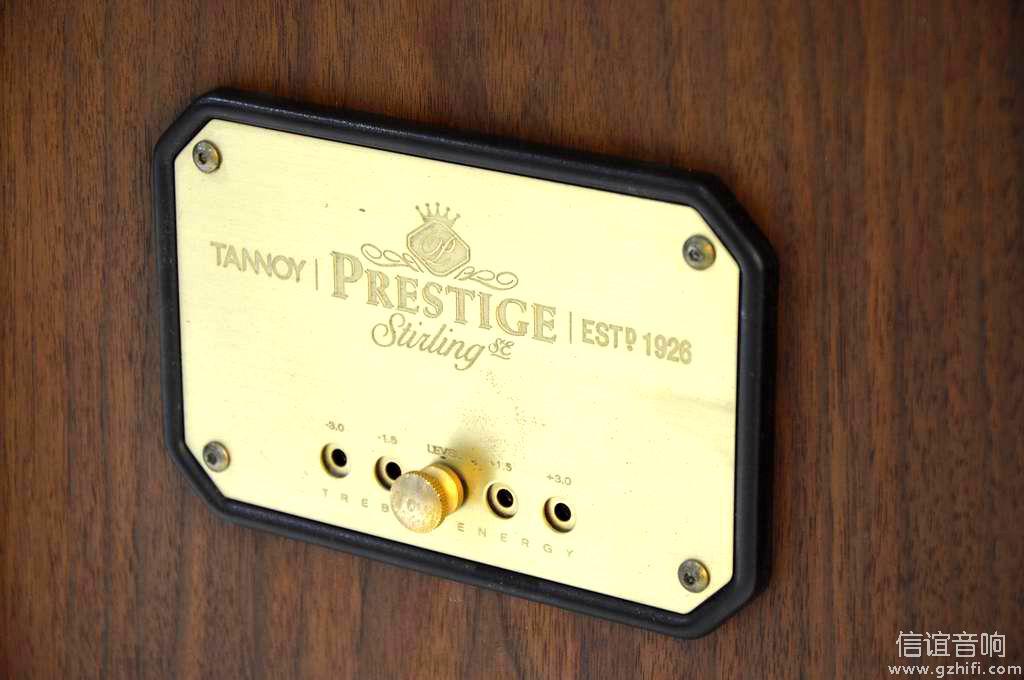 TANNOY | PRESTIGE | ESTD 1926
Stirling SE
-3.0 -1.5 LEVEL +1.5 +3.0
ENERGY
信谊音响
www.gzhifi.com